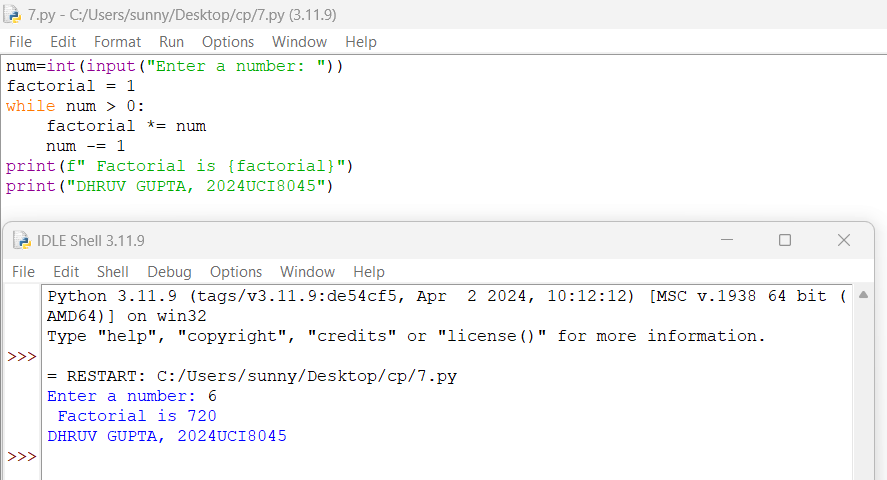 7.py - C:/Users/sunny/Desktop/cp/7.py (3.11.9)
File Edit Format Run Options Window Help
num=int(input("Enter a number: "))
factorial = 1
while num > 0:
    factorial *= num
    num -= 1
print(f" Factorial is {factorial}")
print("DHRUV GUPTA, 2024UCI8045")
IDLE Shell 3.11.9
File Edit Shell Debug Options Window Help
Python 3.11.9 (tags/v3.11.9:de54cf5, Apr  2 2024, 10:12:12) [MSC v.1938 64 bit (
AMD64)] on win32
Type "help", "copyright", "credits" or "license()" for more information.
>>>
= RESTART: C:/Users/sunny/Desktop/cp/7.py
Enter a number: 6
 Factorial is 720
DHRUV GUPTA, 2024UCI8045
>>>